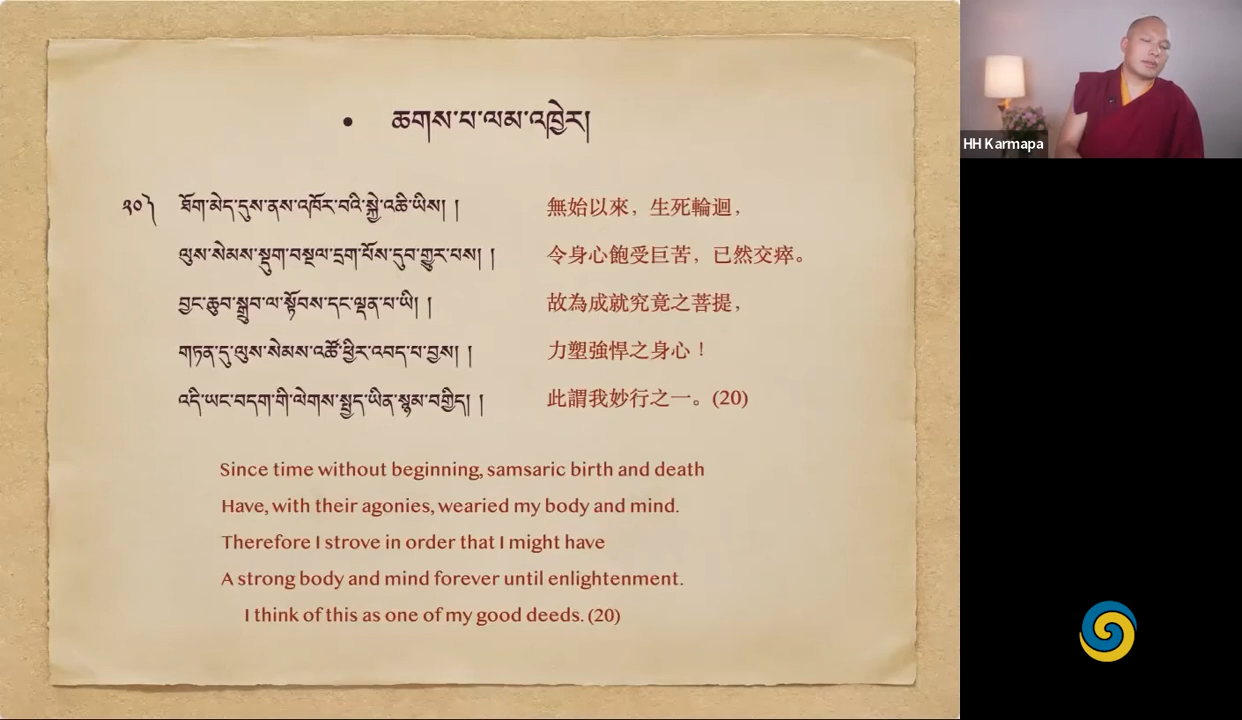 • ཆགས་པ་ལམ་འཁྱེར།
༢༠༽ ཐོག་མེད་དུས་ནས་འཁོར་བའི་སྐྱེ་འཆི་ཡིས། །
無始以來，生死輪迴，
ལུས་སེམས་སྡུག་བསྔལ་དྲག་པོས་དུབ་གྱུར་པས། །
令身心飽受巨苦，已然交瘁。
བྱང་ཆུབ་སྒྲུབ་ལ་སྟོབས་དང་ལྡན་པ་ཡི། །
故為成就究竟之菩提，
གཏན་དུ་ལུས་སེམས་འཚོ་ཕྱིར་འབད་པ་བྱས། །
力塑強悍之身心！
འདི་ཡང་བདག་གི་ལེགས་སྤྱད་ཡིན་སྙམ་བགྱིད། །
此謂我妙行之一。(20)
Since time without beginning, samsaric birth and death
Have, with their agonies, wearied my body and mind.
Therefore I strove in order that I might have
A strong body and mind forever until enlightenment.
I think of this as one of my good deeds. (20)
HH Karmapa